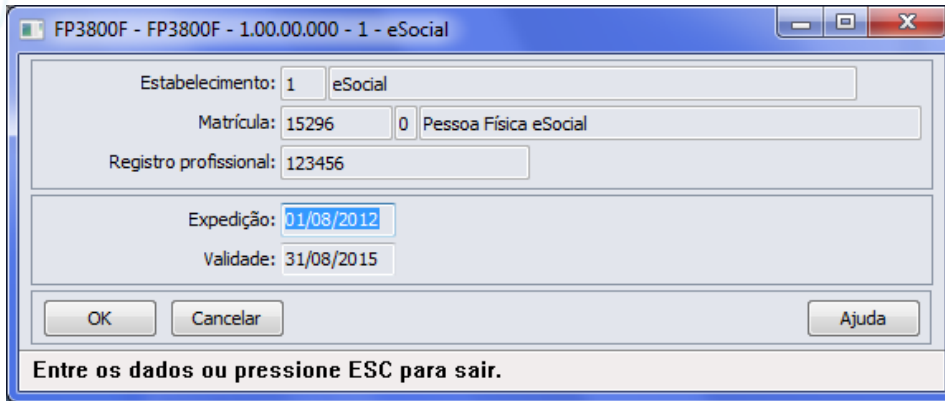 FP3800F - FP3800F - 1.00.00.000 - 1 - eSocial
Estabelecimento: 1 eSocial
Matrícula: 15296 0 Pessoa Física eSocial
Registro profissional: 123456
Expedição: 01/08/2012
Validade: 31/08/2015
OK Cancelar Ajuda
Entre os dados ou pressione ESC para sair.